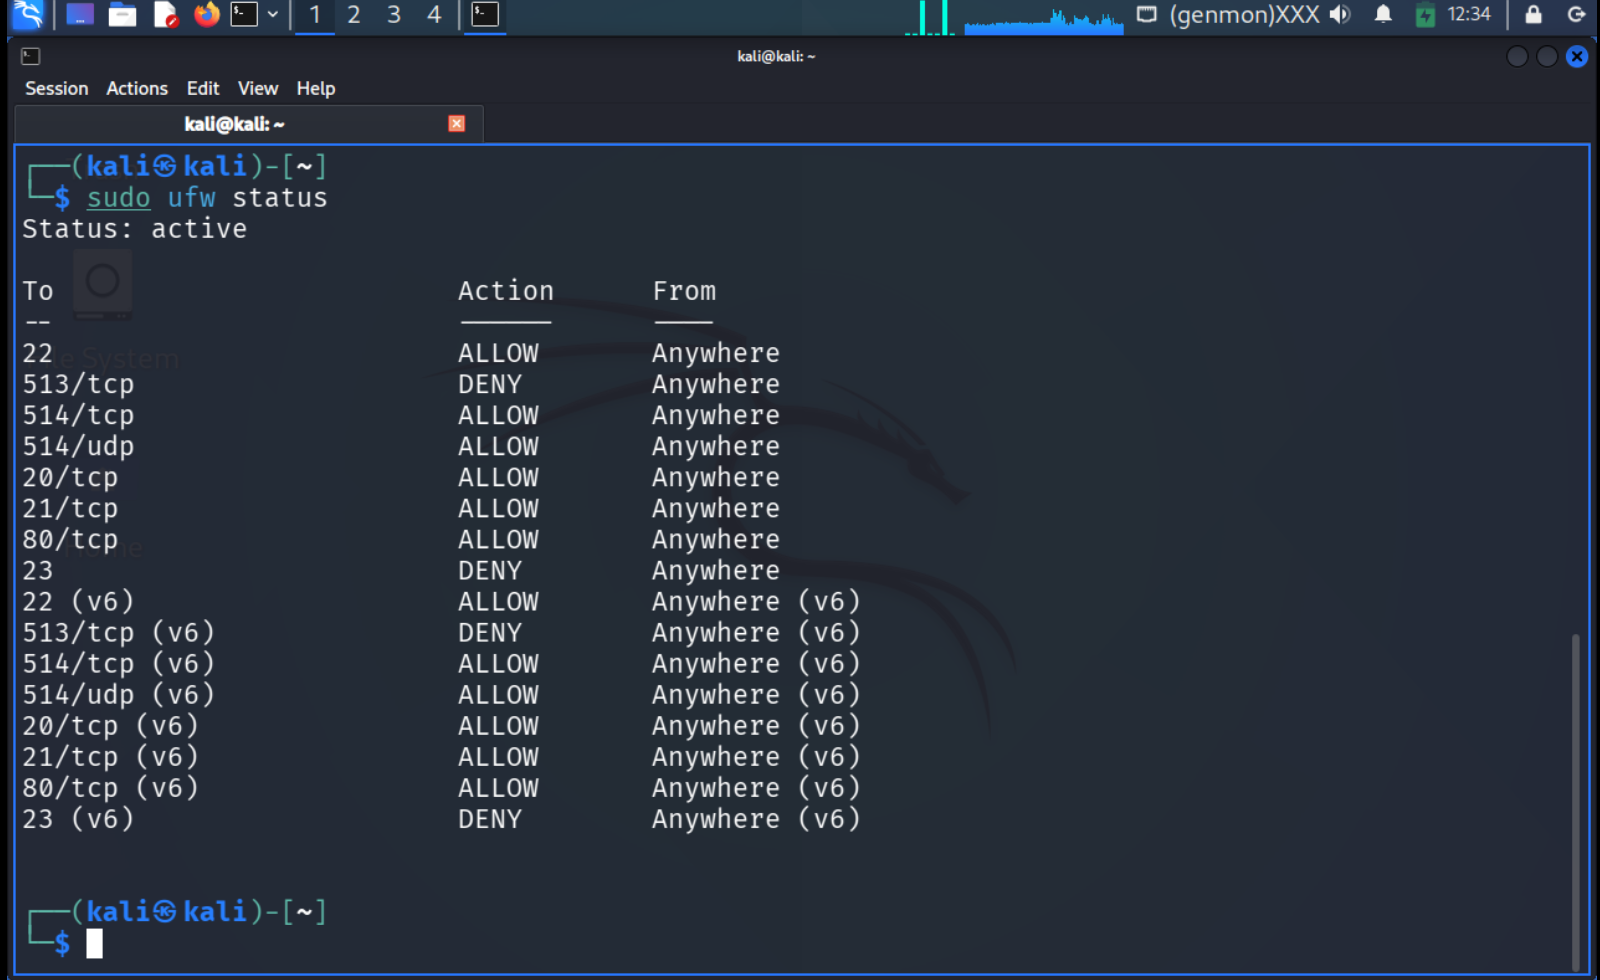 1 2 3 4 (genmon)XXX 12:34
kali@kali: ~
Session Actions Edit View Help
kali@kali: ~
┌──(kali㉿kali)-[~]
└─$ sudo ufw status
Status: active
To Action From
-- ------ ----
22 ALLOW Anywhere
513/tcp DENY Anywhere
514/tcp ALLOW Anywhere
514/udp ALLOW Anywhere
20/tcp ALLOW Anywhere
21/tcp ALLOW Anywhere
80/tcp ALLOW Anywhere
23 DENY Anywhere
22 (v6) ALLOW Anywhere (v6)
513/tcp (v6) DENY Anywhere (v6)
514/tcp (v6) ALLOW Anywhere (v6)
514/udp (v6) ALLOW Anywhere (v6)
20/tcp (v6) ALLOW Anywhere (v6)
21/tcp (v6) ALLOW Anywhere (v6)
80/tcp (v6) ALLOW Anywhere (v6)
23 (v6) DENY Anywhere (v6)
┌──(kali㉿kali)-[~]
└─$
System